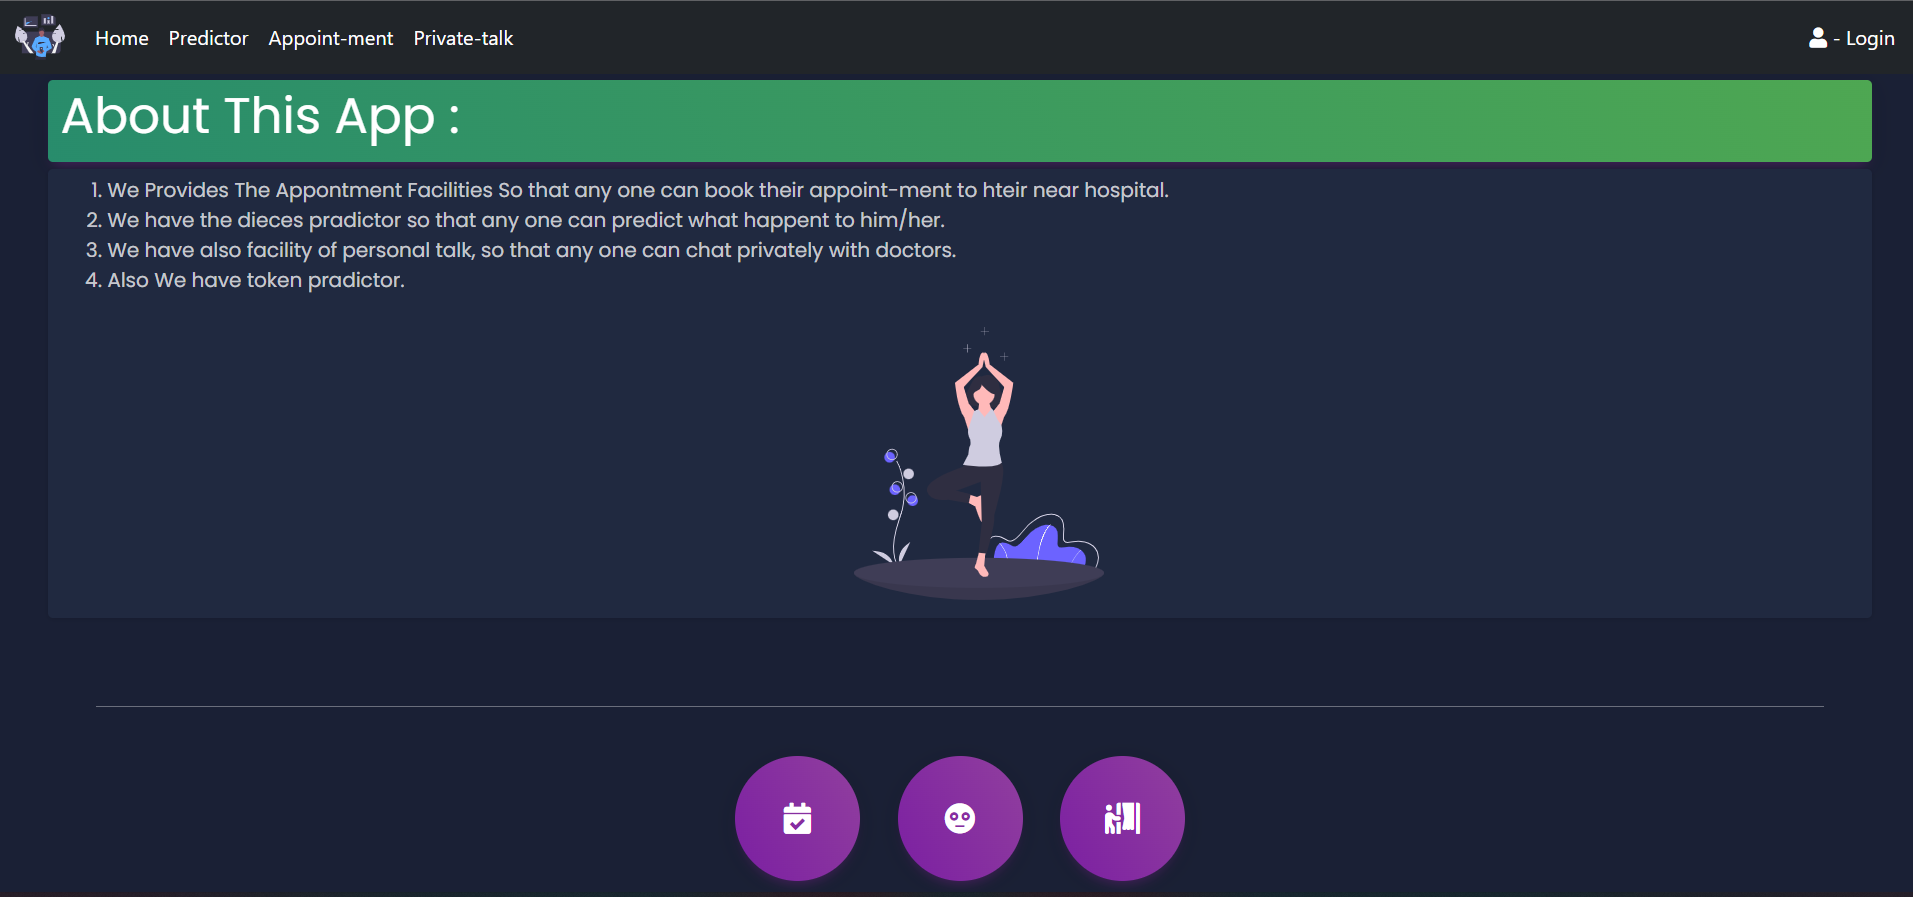 Home Predictor Appoint-ment Private-talk - Login
About This App :
1. We Provides The Appontment Facilities So that any one can book their appoint-ment to hteir near hospital.
2. We have the dieces pradictor so that any one can predict what happent to him/her.
3. We have also facility of personal talk, so that any one can chat privately with doctors.
4. Also We have token pradictor.